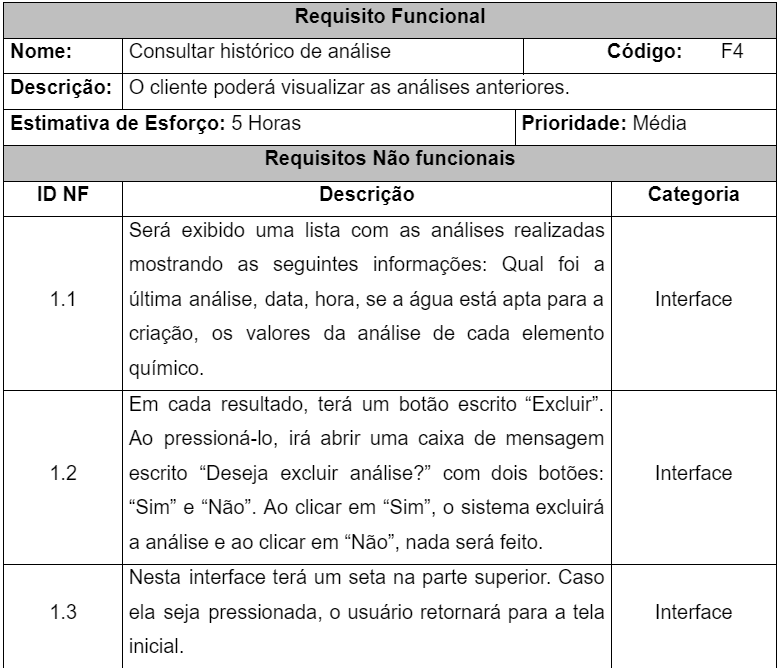 Requisito Funcional
Nome: Consultar histórico de análise Código: F4
Descrição: O cliente poderá visualizar as análises anteriores.
Estimativa de Esforço: 5 Horas Prioridade: Média
Requisitos Não funcionais
ID NF Descrição Categoria
Será exibido uma lista com as análises realizadas
mostrando as seguintes informações: Qual foi a
1.1 última análise, data, hora, se a água está apta para a Interface
criação, os valores da análise de cada elemento
químico.
Em cada resultado, terá um botão escrito “Excluir”.
Ao pressioná-lo, irá abrir uma caixa de mensagem
1.2 escrito “Deseja excluir análise?” com dois botões: Interface
“Sim” e “Não”. Ao clicar em “Sim”, o sistema excluirá
a análise e ao clicar em “Não”, nada será feito.
Nesta interface terá um seta na parte superior. Caso
1.3 ela seja pressionada, o usuário retornará para a tela Interface
inicial.